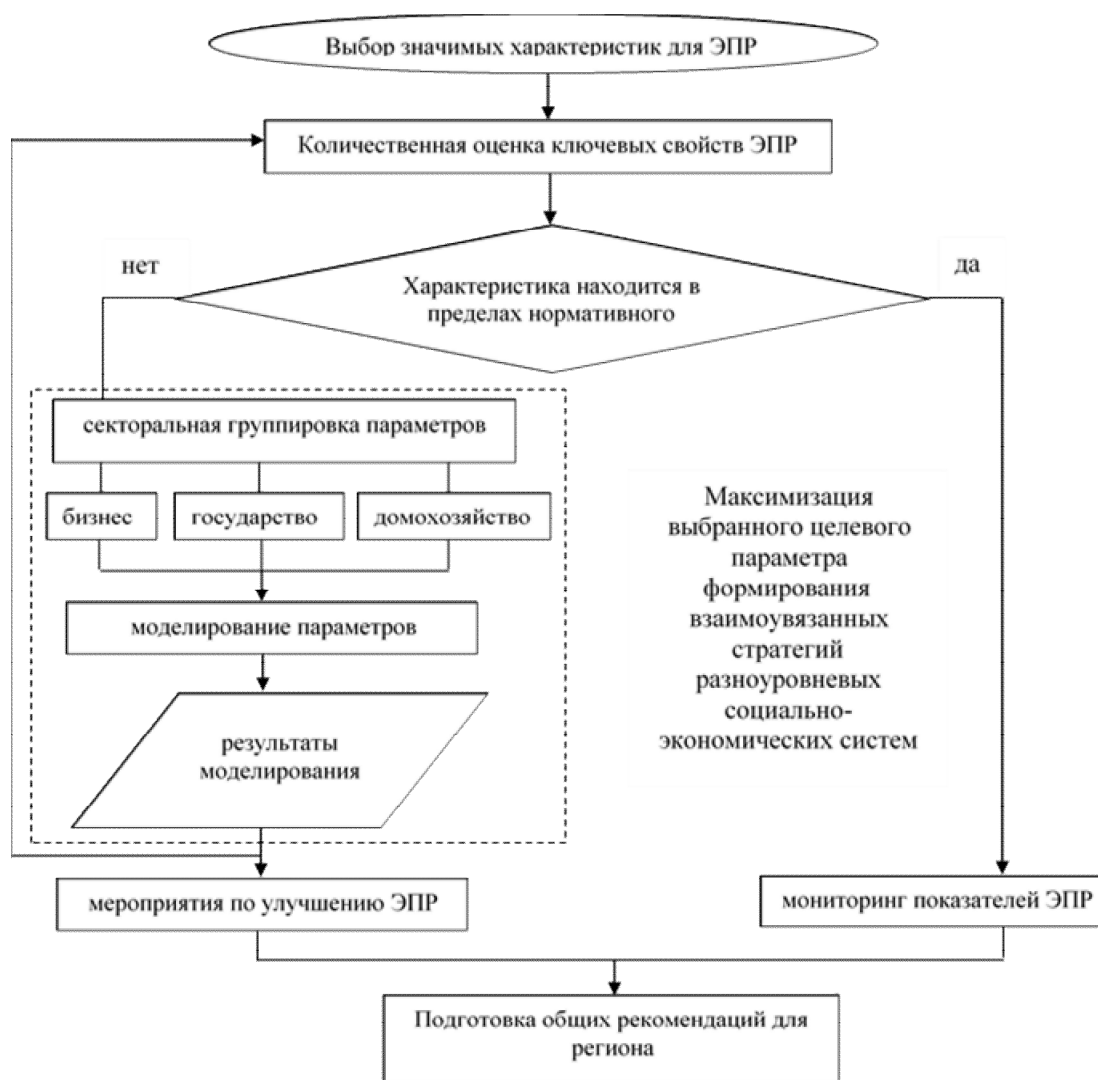 Выбор значимых характеристик для ЭПР
Количественная оценка ключевых свойств ЭПР
нет
да
Характеристика находится в
пределах нормативного
секторальная группировка параметров
бизнес
государство
домохозяйство
Максимизация
выбранного целевого
параметра
формирования
взаимоувязанных
стратегий
разноуровневых
социально-
экономических систем
моделирование параметров
результаты
моделирования
мероприятия по улучшению ЭПР
мониторинг показателей ЭПР
Подготовка общих рекомендаций для
региона